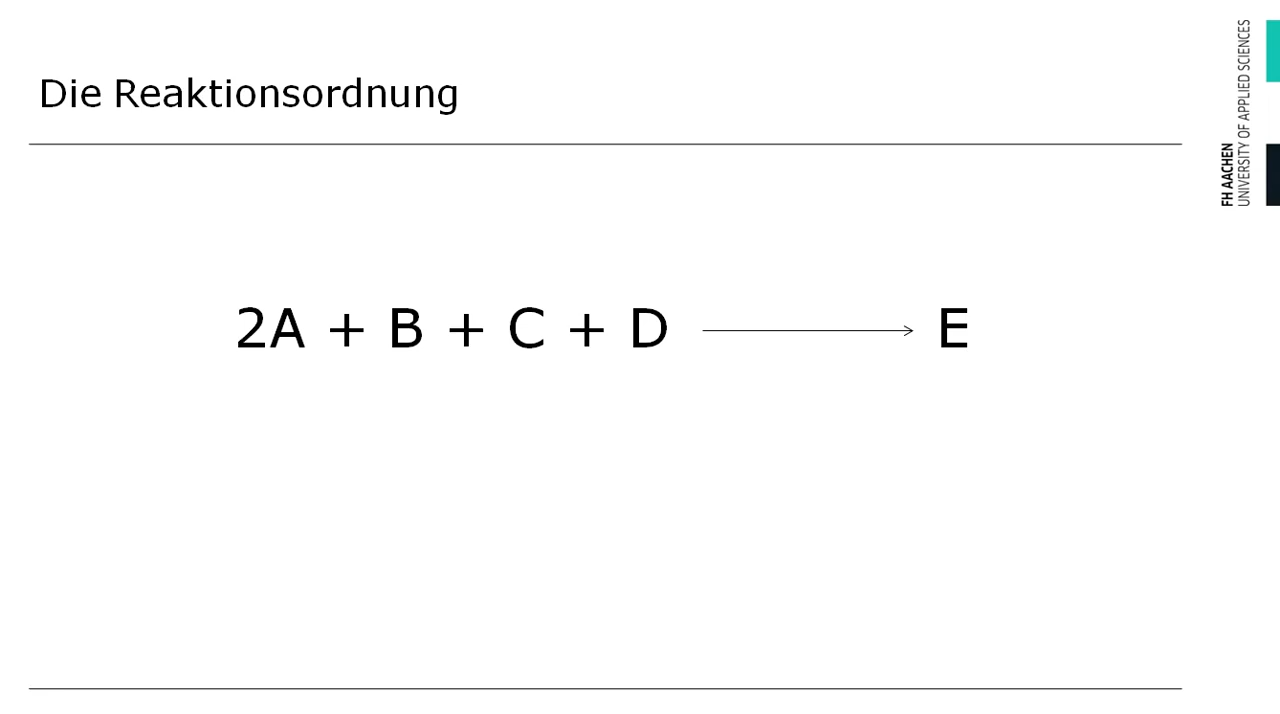 Die Reaktionsordnung
2A + B + C + D ⟶ E
FH AACHEN
UNIVERSITY OF APPLIED SCIENCES